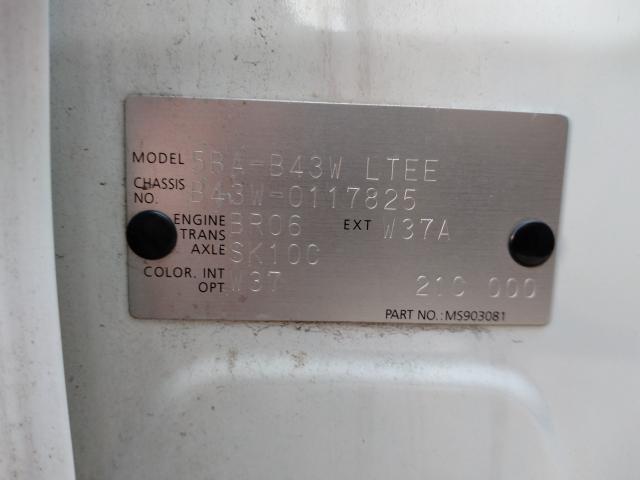 MODEL 5BA-B43W LTEE
CHASSIS NO. B43W-0117825
ENGINE BR06 EXT W37A
TRANS AXLE SK10C
COLOR. INT OPT. W37 21C 000
PART NO.: MS903081